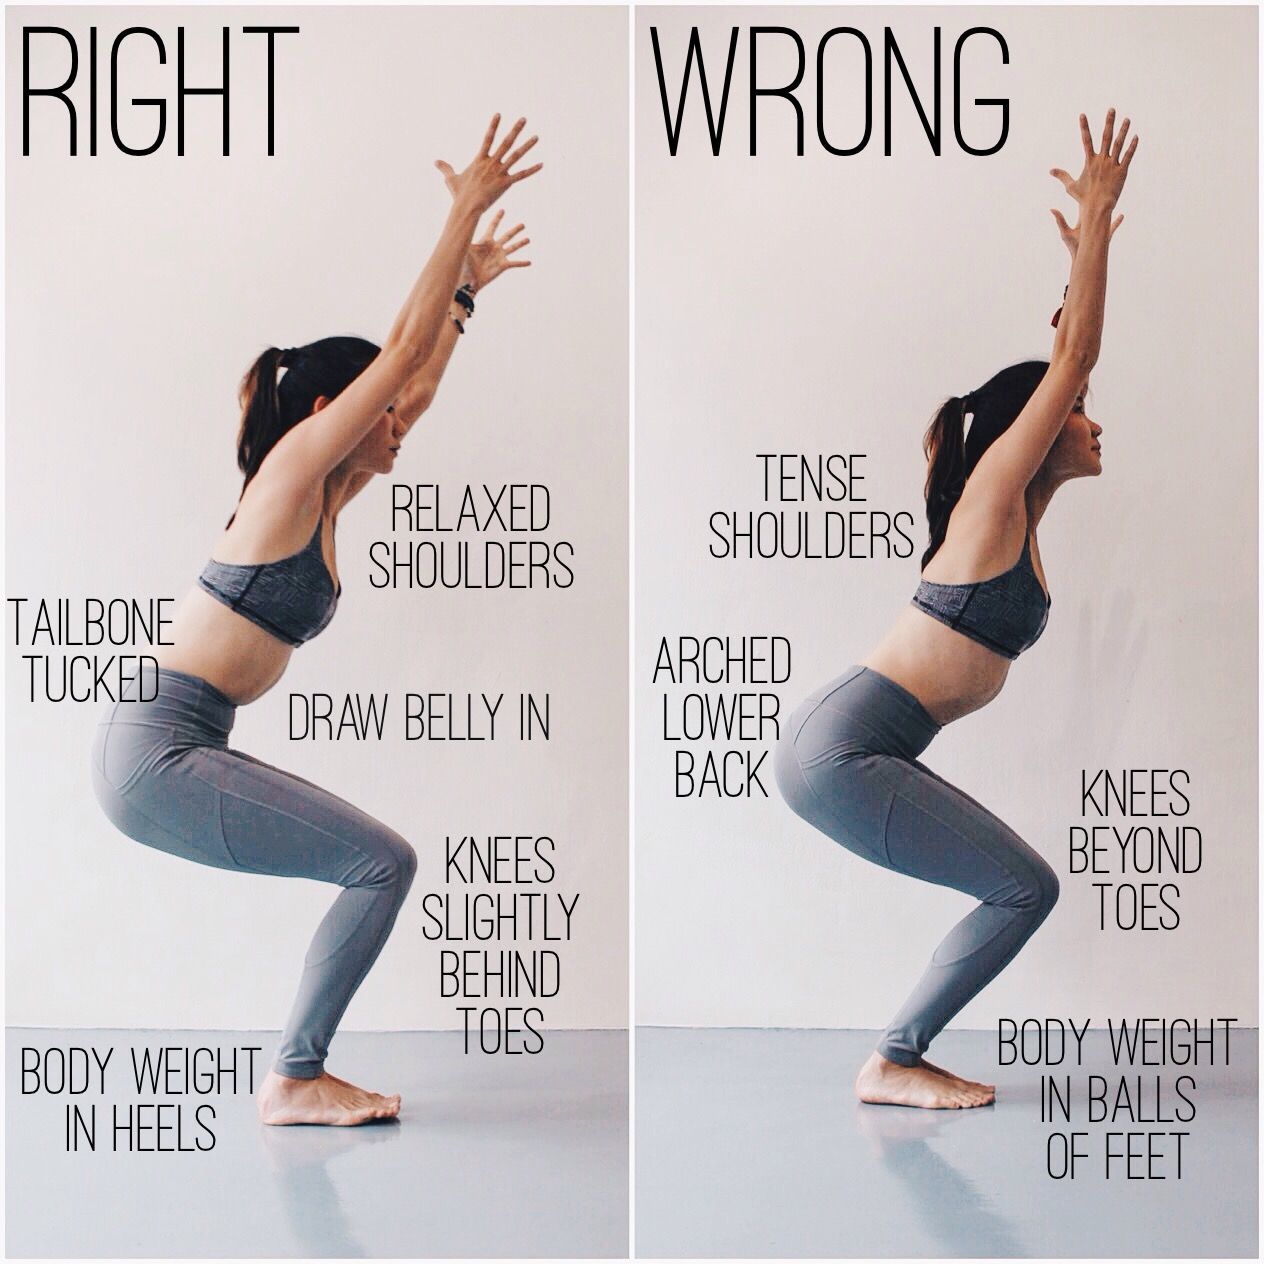 RIGHT
RELAXED
SHOULDERS
TAILBONE
TUCKED
DRAW BELLY IN
KNEES
SLIGHTLY
BEHIND
TOES
BODY WEIGHT
IN HEELS
WRONG
TENSE
SHOULDERS
ARCHED
LOWER
BACK
KNEES
BEYOND
TOES
BODY WEIGHT
IN BALLS
OF FEET